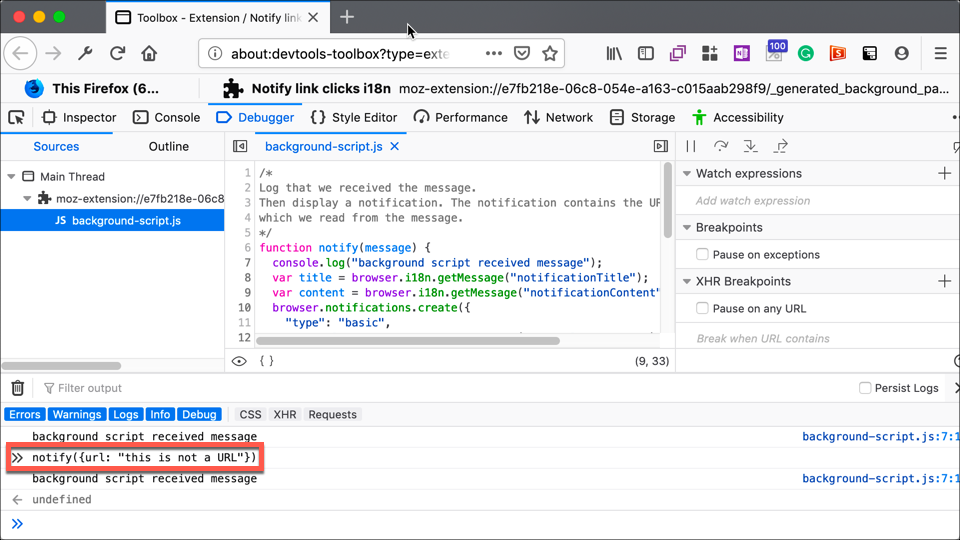 Toolbox - Extension / Notify link
about:devtools-toolbox?type=exte
100
This Firefox (6...
Notify link clicks i18n moz-extension://e7fb218e-06c8-054e-a163-c015aab298f9/_generated_background_pa...
Inspector Console Debugger Style Editor Performance Network Storage Accessibility
Sources Outline
background-script.js
Main Thread
moz-extension://e7fb218e-06c8
JS background-script.js
1 /*
2 Log that we received the message.
3 Then display a notification. The notification contains the UR
4 which we read from the message.
5 */
6 function notify(message) {
7 console.log("background script received message");
8 var title = browser.i18n.getMessage("notificationTitle");
9 var content = browser.i18n.getMessage("notificationContent"
10 browser.notifications.create({
11 "type": "basic",
12
{ } (9, 33)
Watch expressions
Add watch expression
Breakpoints
Pause on exceptions
XHR Breakpoints
Pause on any URL
Break when URL contains
Filter output Persist Logs
Errors Warnings Logs Info Debug CSS XHR Requests
background script received message background-script.js:7:1
notify({url: "this is not a URL"})
background script received message background-script.js:7:1
undefined